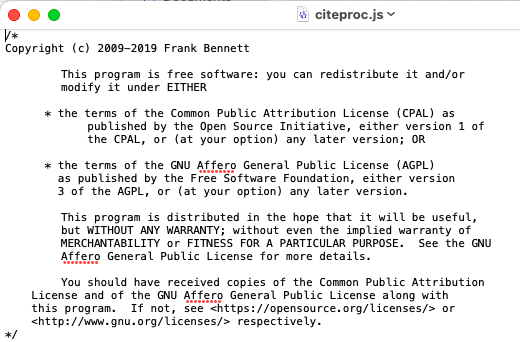 citeproc.js
/*
Copyright (c) 2009-2019 Frank Bennett
This program is free software: you can redistribute it and/or
modify it under EITHER
* the terms of the Common Public Attribution License (CPAL) as
published by the Open Source Initiative, either version 1 of
the CPAL, or (at your option) any later version; OR
* the terms of the GNU Affero General Public License (AGPL)
as published by the Free Software Foundation, either version
3 of the AGPL, or (at your option) any later version.
This program is distributed in the hope that it will be useful,
but WITHOUT ANY WARRANTY; without even the implied warranty of
MERCHANTABILITY or FITNESS FOR A PARTICULAR PURPOSE.  See the GNU
Affero General Public License for more details.
You should have received copies of the Common Public Attribution
License and of the GNU Affero General Public License along with
this program.  If not, see <https://opensource.org/licenses/> or
<http://www.gnu.org/licenses/> respectively.
*/